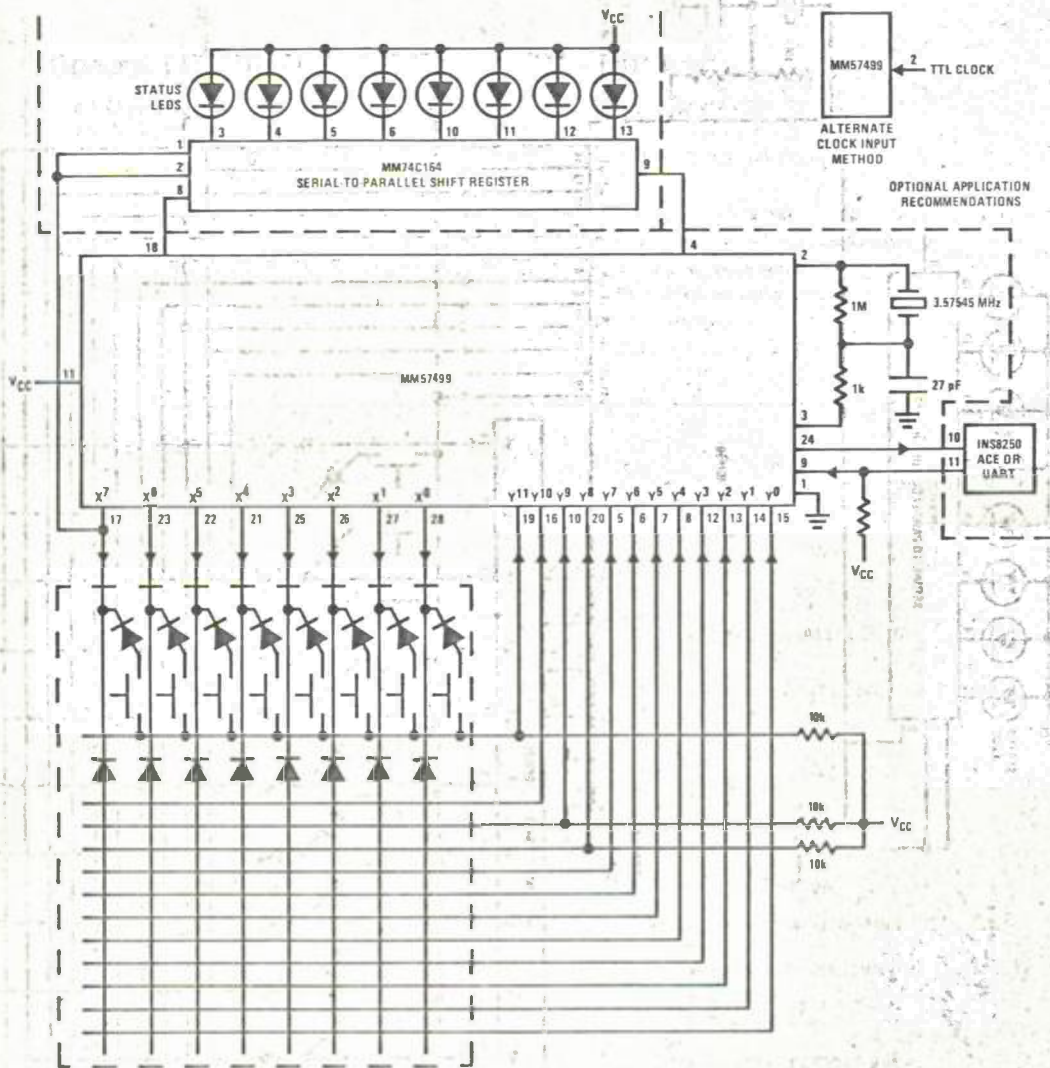 VCC
STATUS
LEDS
3 4 5 6 10 11 12 13
1
2
8
MM74C164
SERIAL-TO-PARALLEL SHIFT REGISTER
9
MM57499
2
TTL CLOCK
ALTERNATE
CLOCK INPUT
METHOD
OPTIONAL APPLICATION
RECOMMENDATIONS
18
4
2
1M
3.57545 MHz
VCC
11
MM57499
1k
27 pF
3
24
9
1
10
11
INS8250
ACE OR
UART
VCC
X7 X6 X5 X4 X3 X2 X1 X0
17 23 22 21 25 26 27 28
Y11 Y10 Y9 Y8 Y7 Y6 Y5 Y4 Y3 Y2 Y1 Y0
19 16 10 20 5 6 7 8 12 13 14 15
10k
10k
VCC
10k